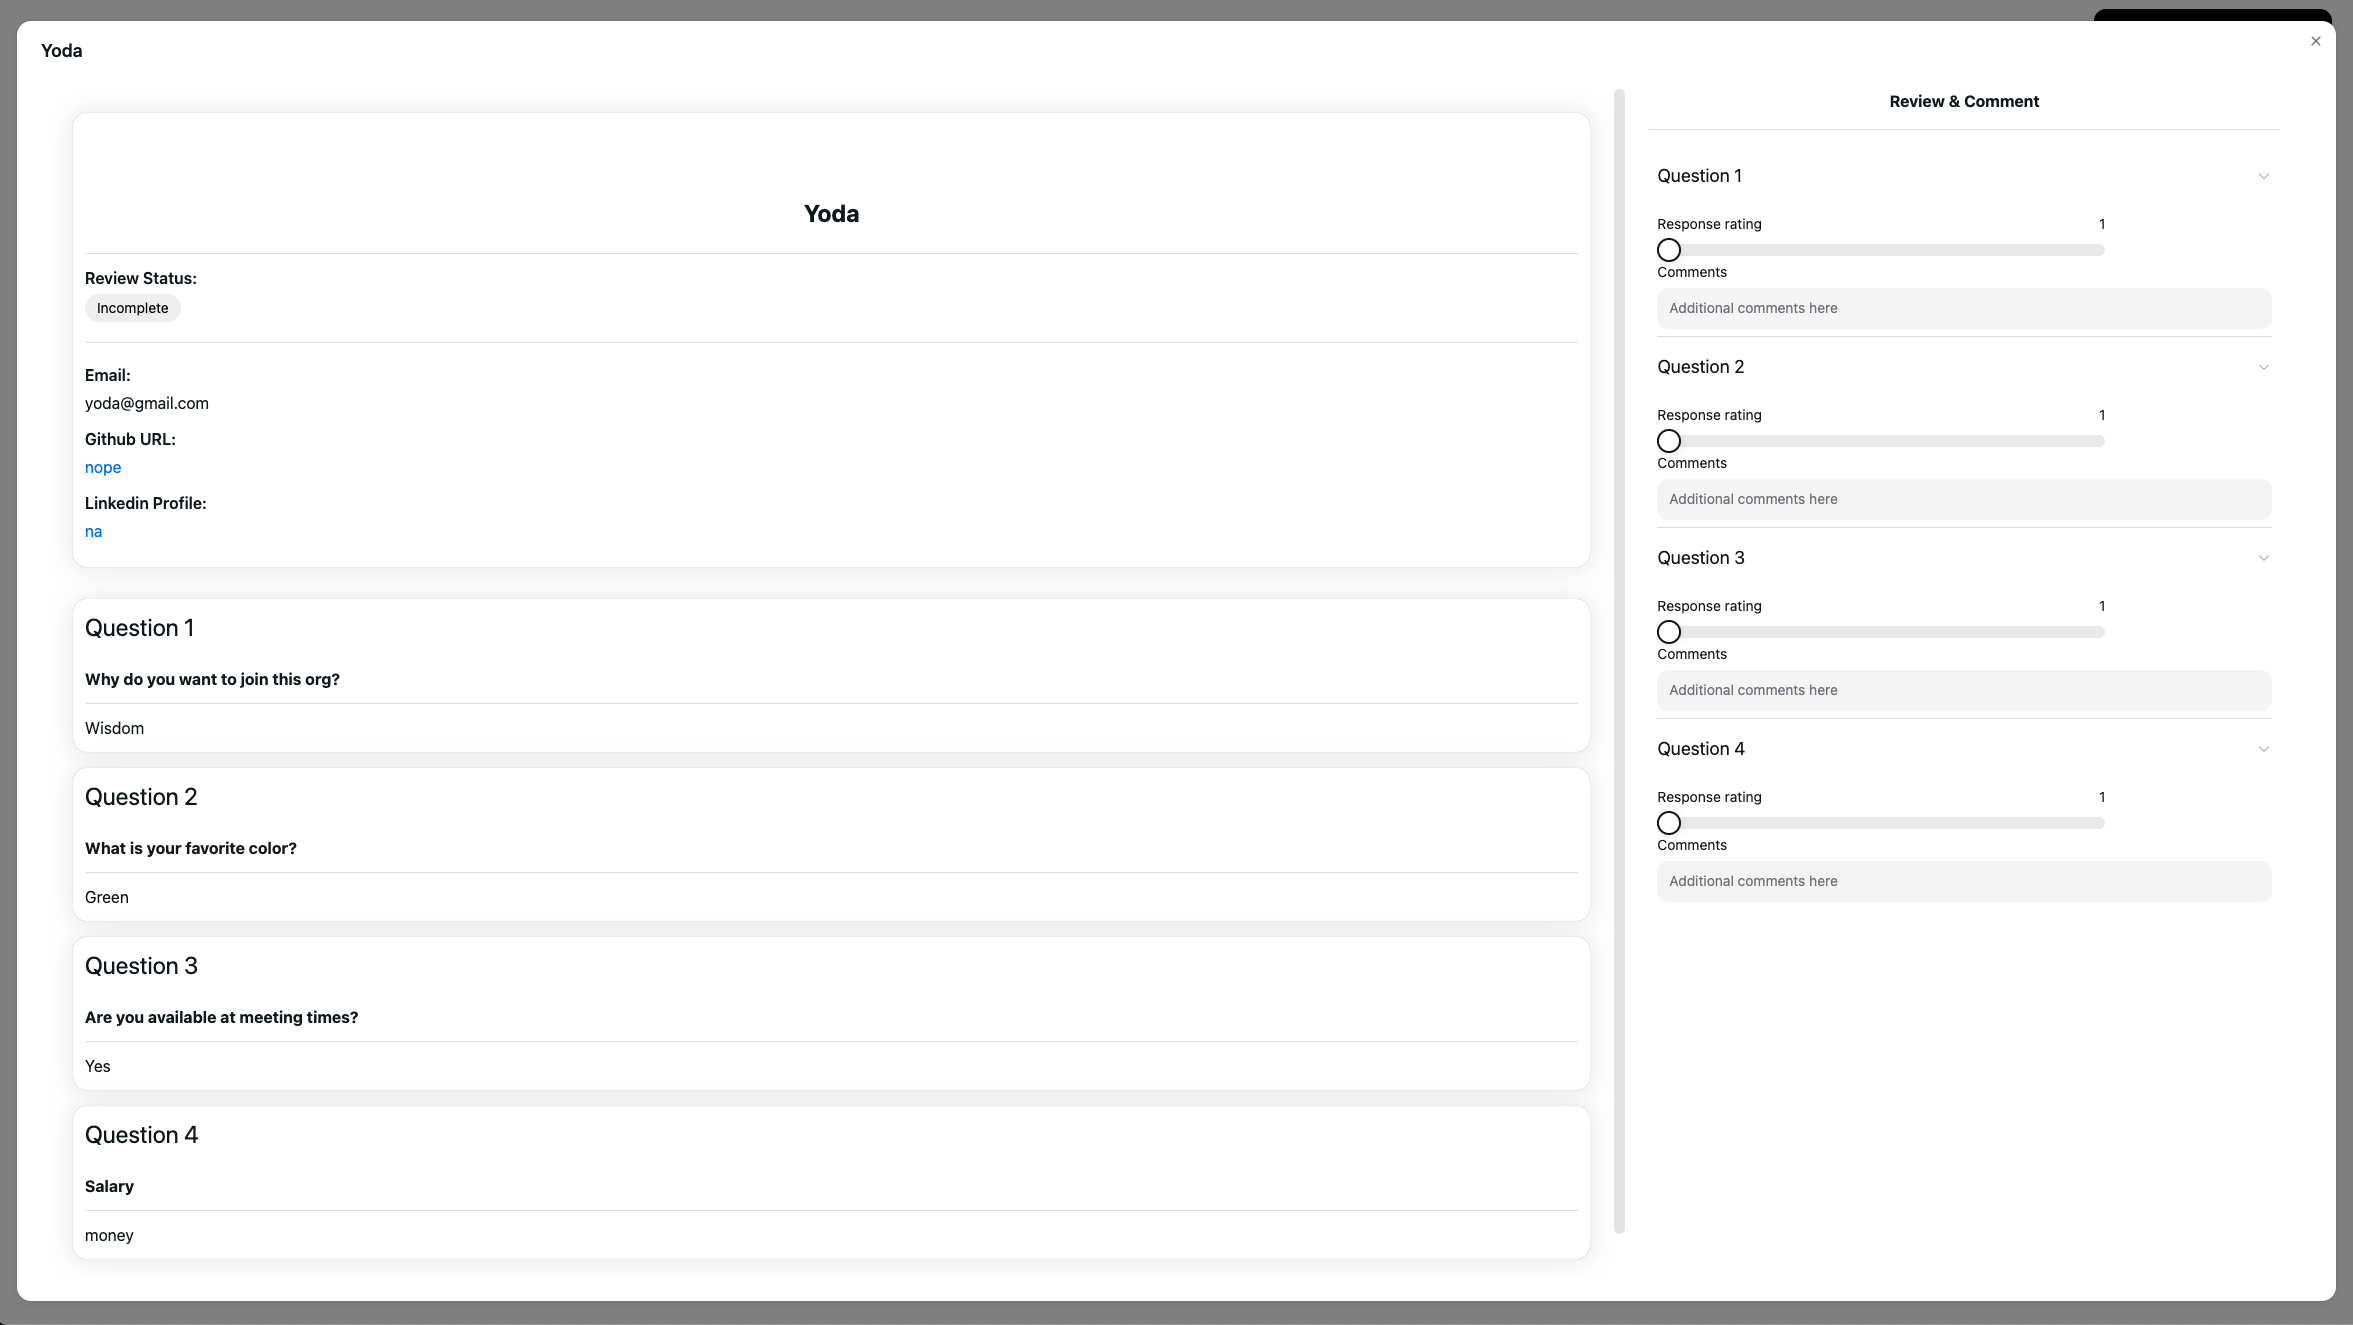 Yoda
Yoda
Review Status:
Incomplete
Email:
yoda@gmail.com
Github URL:
nope
Linkedin Profile:
na
Question 1
Why do you want to join this org?
Wisdom
Question 2
What is your favorite color?
Green
Question 3
Are you available at meeting times?
Yes
Question 4
Salary
money
Review & Comment
Question 1
Response rating 1
Comments
Additional comments here
Question 2
Response rating 1
Comments
Additional comments here
Question 3
Response rating 1
Comments
Additional comments here
Question 4
Response rating 1
Comments
Additional comments here